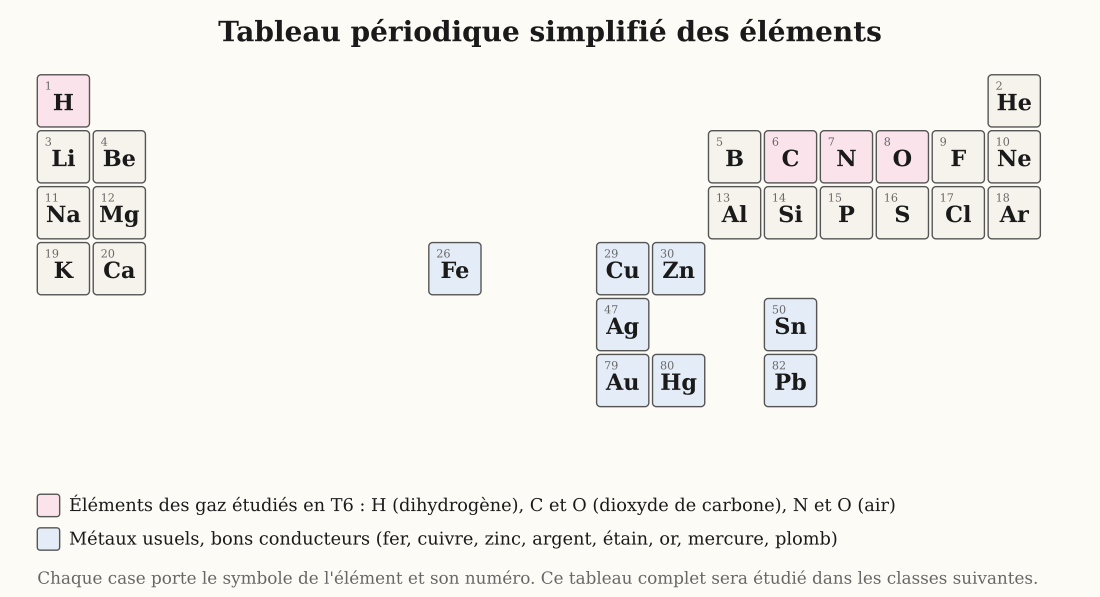 Tableau périodique simplifié des éléments
1 H 2 He
3 Li 4 Be 5 B 6 C 7 N 8 O 9 F 10 Ne
11 Na 12 Mg 13 Al 14 Si 15 P 16 S 17 Cl 18 Ar
19 K 20 Ca 26 Fe 29 Cu 30 Zn
47 Ag 50 Sn
79 Au 80 Hg 82 Pb
Éléments des gaz étudiés en T6 : H (dihydrogène), C et O (dioxyde de carbone), N et O (air)
Métaux usuels, bons conducteurs (fer, cuivre, zinc, argent, étain, or, mercure, plomb)
Chaque case porte le symbole de l'élément et son numéro. Ce tableau complet sera étudié dans les classes suivantes.